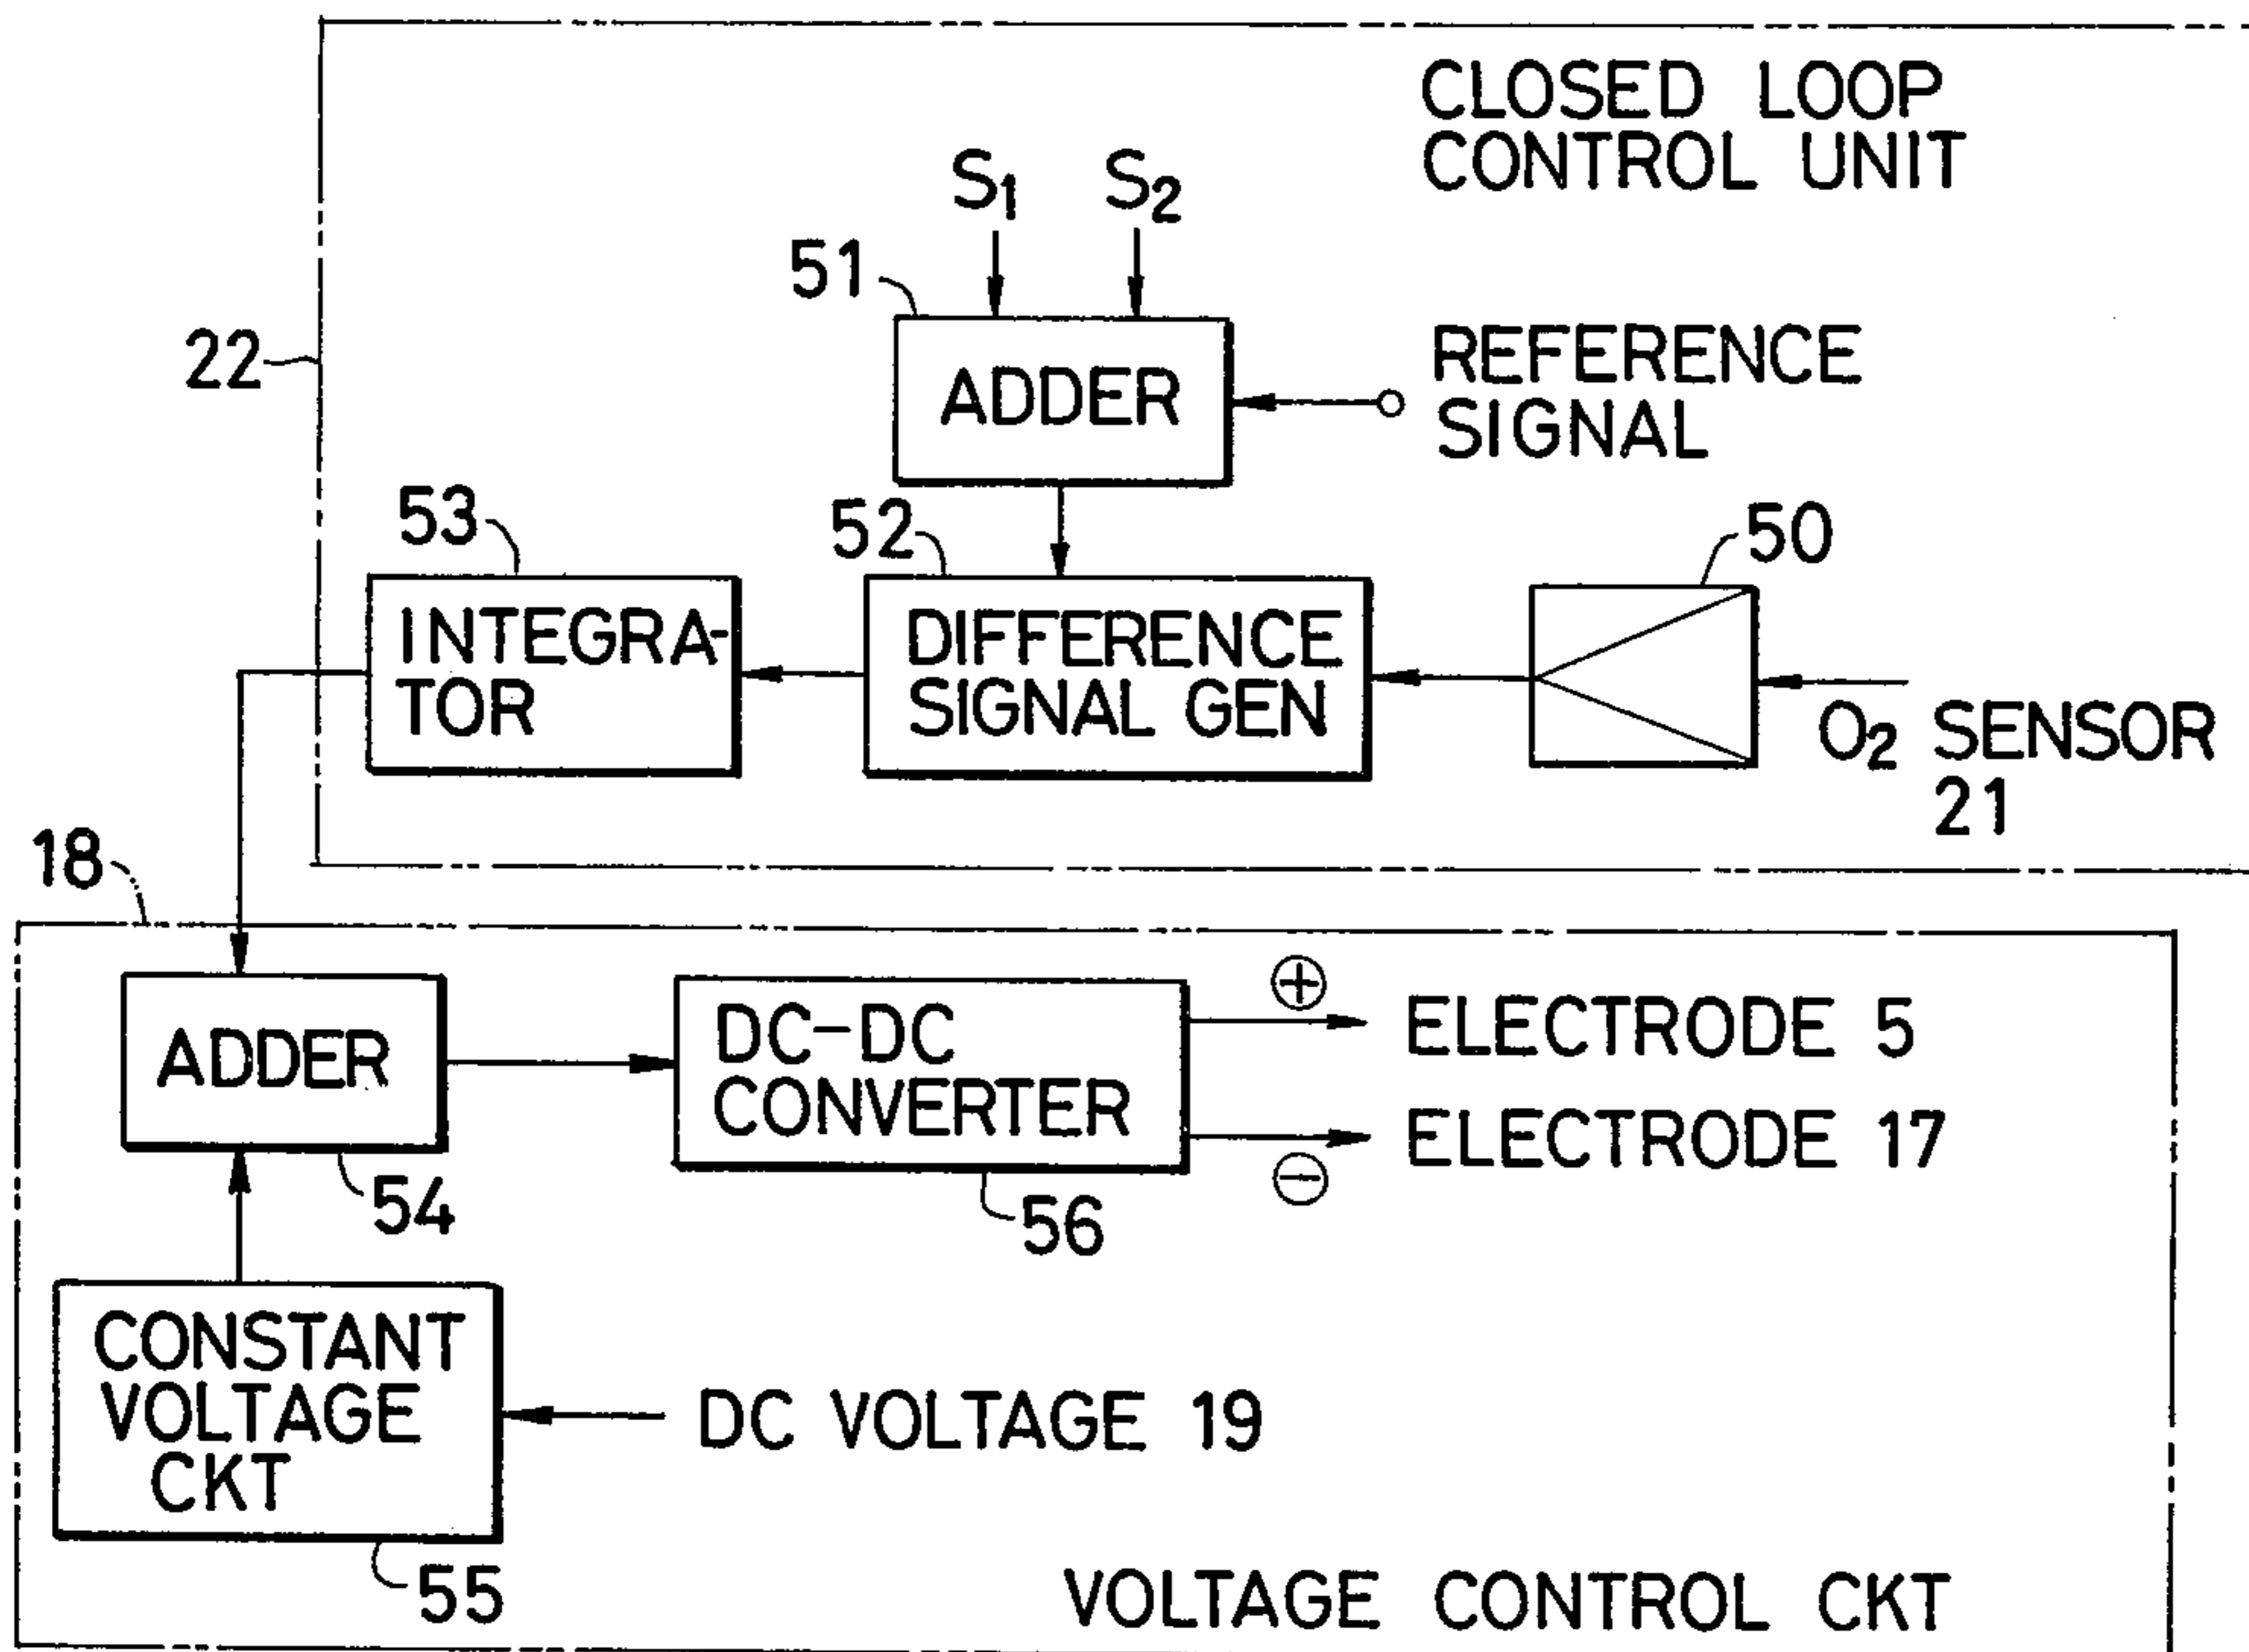 CLOSED LOOP
CONTROL UNIT
S1
S2
51
22
ADDER
REFERENCE
SIGNAL
53
52
50
INTEGRA-
TOR
DIFFERENCE
SIGNAL GEN
O2 SENSOR
21
18
ADDER
DC-DC
CONVERTER
+
ELECTRODE 5
ELECTRODE 17
−
54
56
CONSTANT
VOLTAGE
CKT
DC VOLTAGE 19
55
VOLTAGE CONTROL CKT